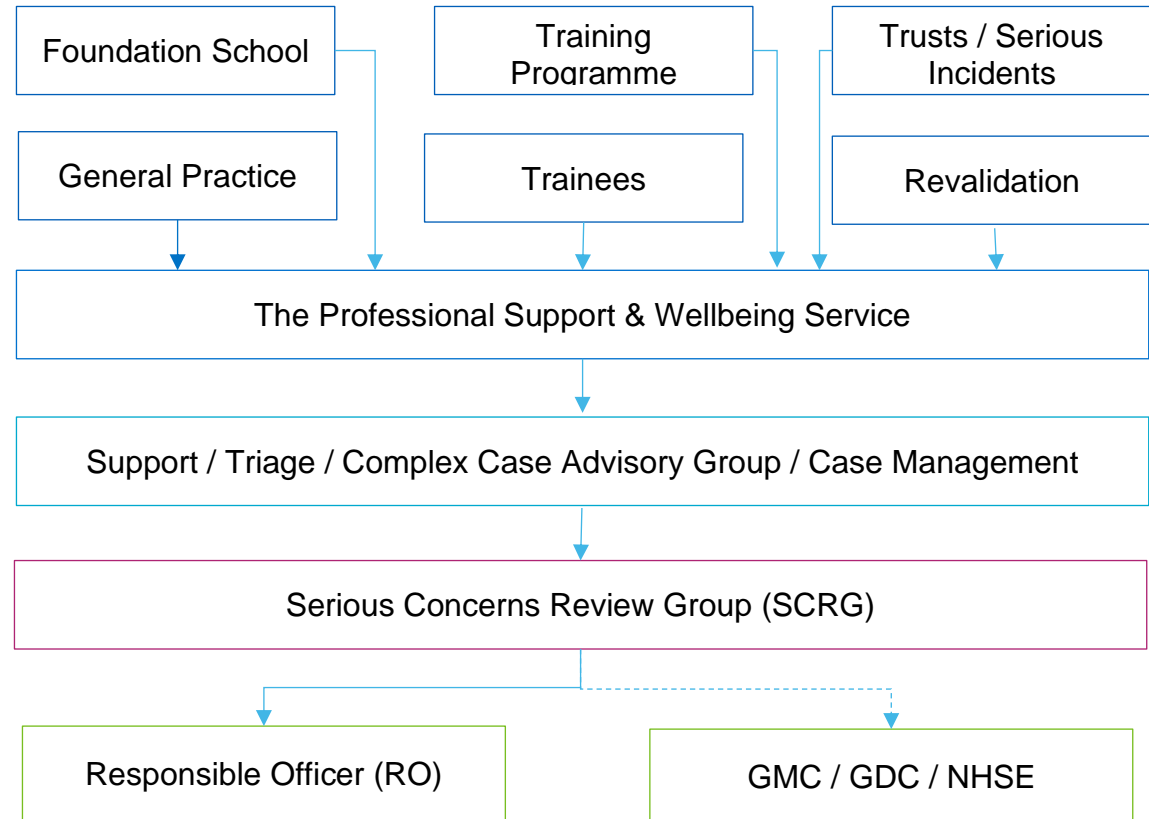 Foundation School
Training
Programme
Trusts / Serious
Incidents
General Practice
Trainees
Revalidation
The Professional Support & Wellbeing Service
Support / Triage / Complex Case Advisory Group / Case Management
Serious Concerns Review Group (SCRG)
Responsible Officer (RO)
GMC / GDC / NHSE